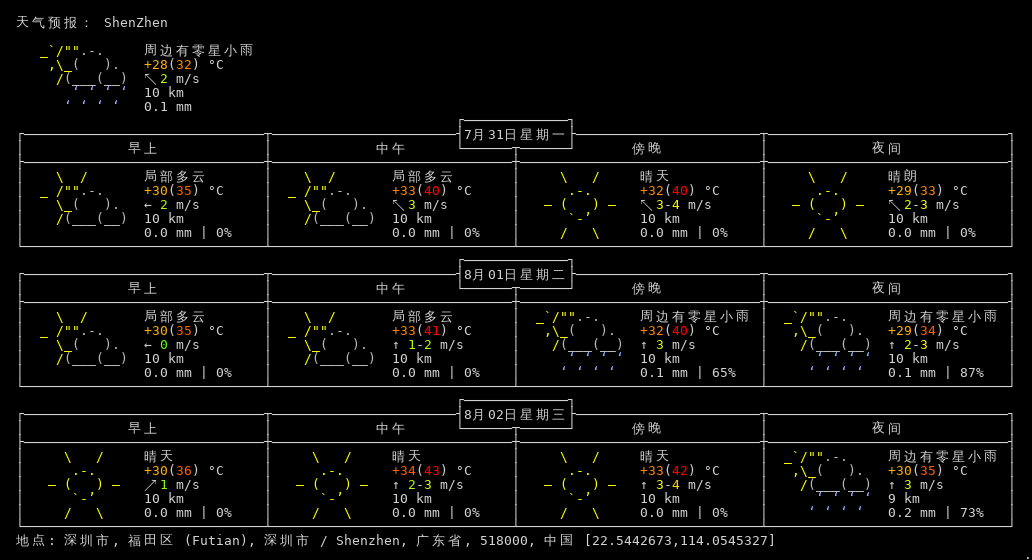 天气预报： ShenZhen
周边有零星小雨
+28(32) °C
↖2 m/s
10 km
0.1 mm
7月31日星期一
早上 中午 傍晚 夜间
局部多云 局部多云 晴天 晴朗
+30(35) °C +33(40) °C +32(40) °C +29(33) °C
← 2 m/s ↖3 m/s ↖3-4 m/s ↖2-3 m/s
10 km 10 km 10 km 10 km
0.0 mm | 0% 0.0 mm | 0% 0.0 mm | 0% 0.0 mm | 0%
8月01日星期二
早上 中午 傍晚 夜间
局部多云 局部多云 周边有零星小雨 周边有零星小雨
+30(35) °C +33(41) °C +32(40) °C +29(34) °C
← 0 m/s ↑ 1-2 m/s ↑ 3 m/s ↑ 2-3 m/s
10 km 10 km 10 km 10 km
0.0 mm | 0% 0.0 mm | 0% 0.1 mm | 65% 0.1 mm | 87%
8月02日星期三
早上 中午 傍晚 夜间
晴天 晴天 晴天 周边有零星小雨
+30(36) °C +34(43) °C +33(42) °C +30(35) °C
↗1 m/s ↑ 2-3 m/s ↑ 3-4 m/s ↑ 3 m/s
10 km 10 km 10 km 9 km
0.0 mm | 0% 0.0 mm | 0% 0.0 mm | 0% 0.2 mm | 73%
地点: 深圳市, 福田区 (Futian), 深圳市 / Shenzhen, 广东省, 518000, 中国 [22.5442673,114.0545327]